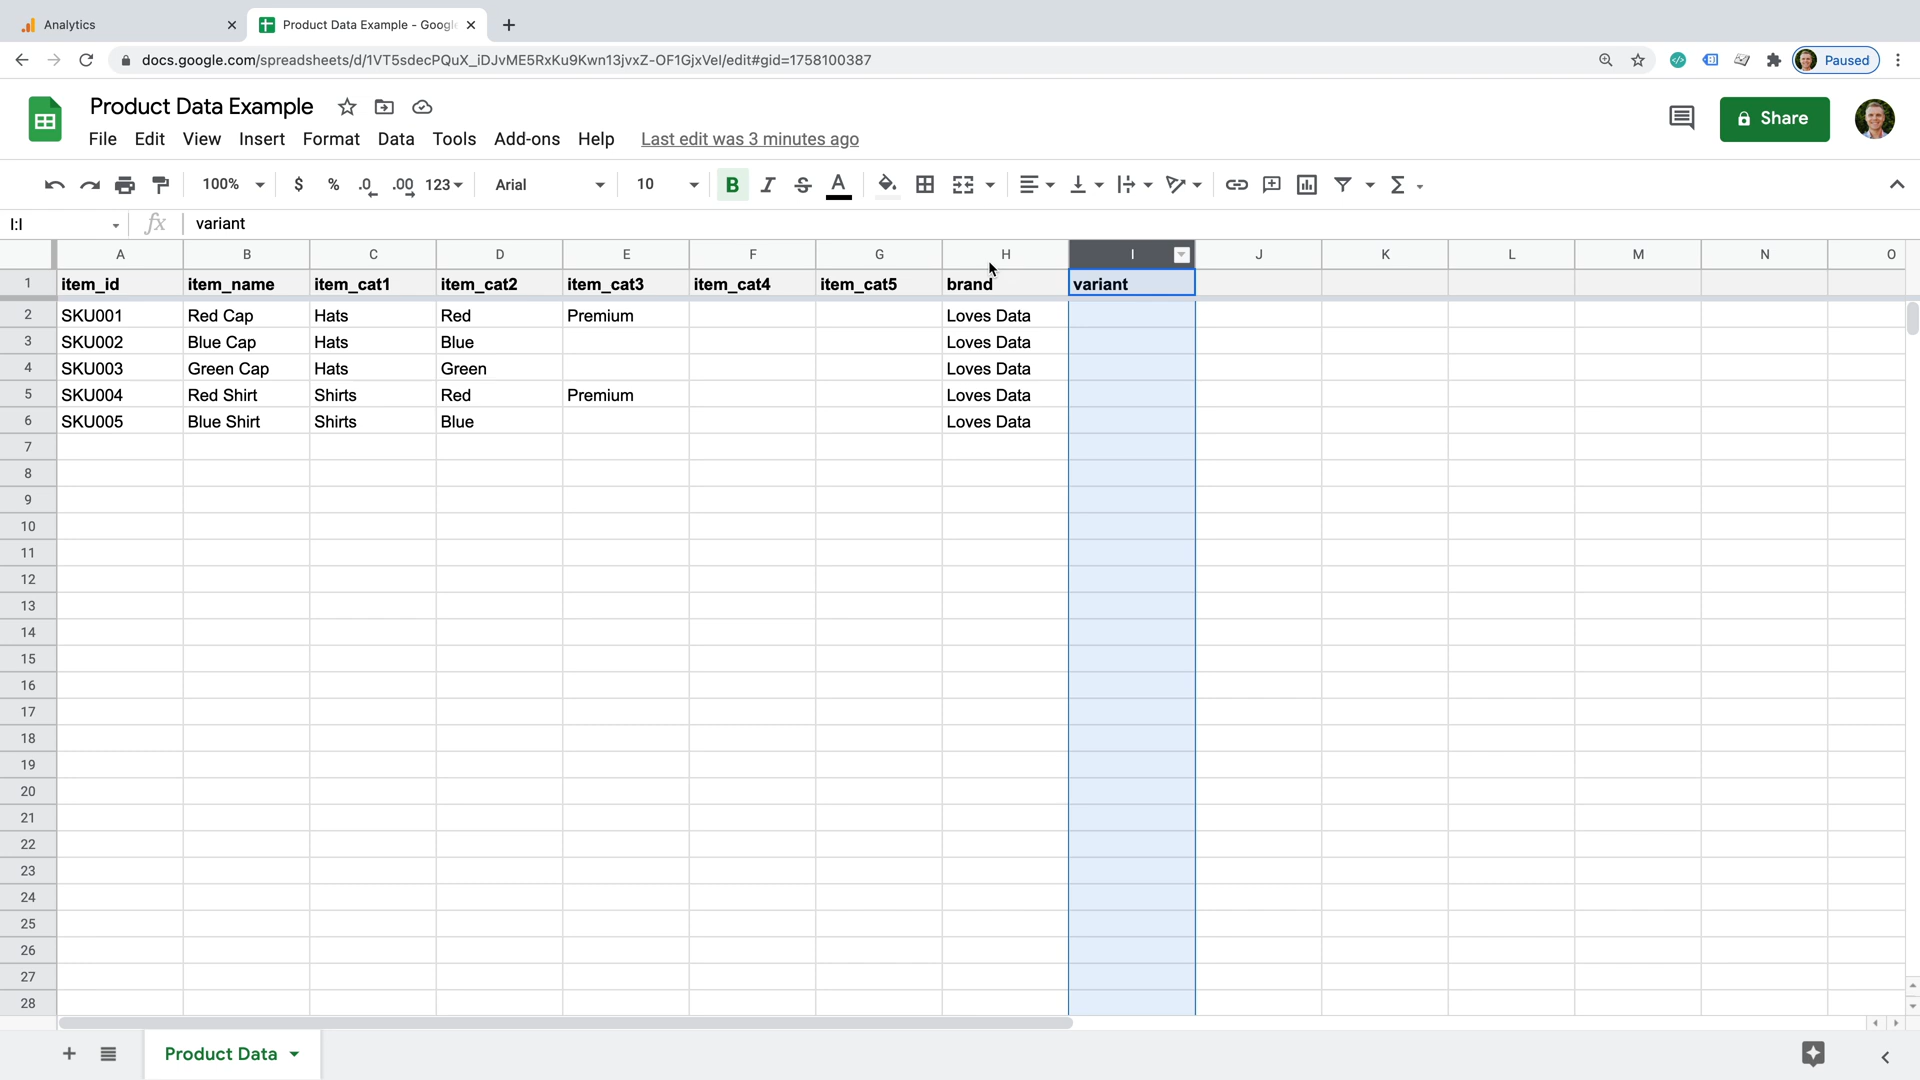 Analytics
Product Data Example - Google
docs.google.com/spreadsheets/d/1VT5sdecPQuX_iDJvME5RxKu9Kwn13jvxZ-OF1GjxVeI/edit#gid=1758100387
Paused
Product Data Example
File Edit View Insert Format Data Tools Add-ons Help Last edit was 3 minutes ago
Share
100% $ % .0 .00 123 Arial 10 B I S A Σ
I:I fx variant
A B C D E F G H I J K L M N O
1 item_id item_name item_cat1 item_cat2 item_cat3 item_cat4 item_cat5 brand variant
2 SKU001 Red Cap Hats Red Premium Loves Data
3 SKU002 Blue Cap Hats Blue Loves Data
4 SKU003 Green Cap Hats Green Loves Data
5 SKU004 Red Shirt Shirts Red Premium Loves Data
6 SKU005 Blue Shirt Shirts Blue Loves Data
7
8
9
10
11
12
13
14
15
16
17
18
19
20
21
22
23
24
25
26
27
28
Product Data